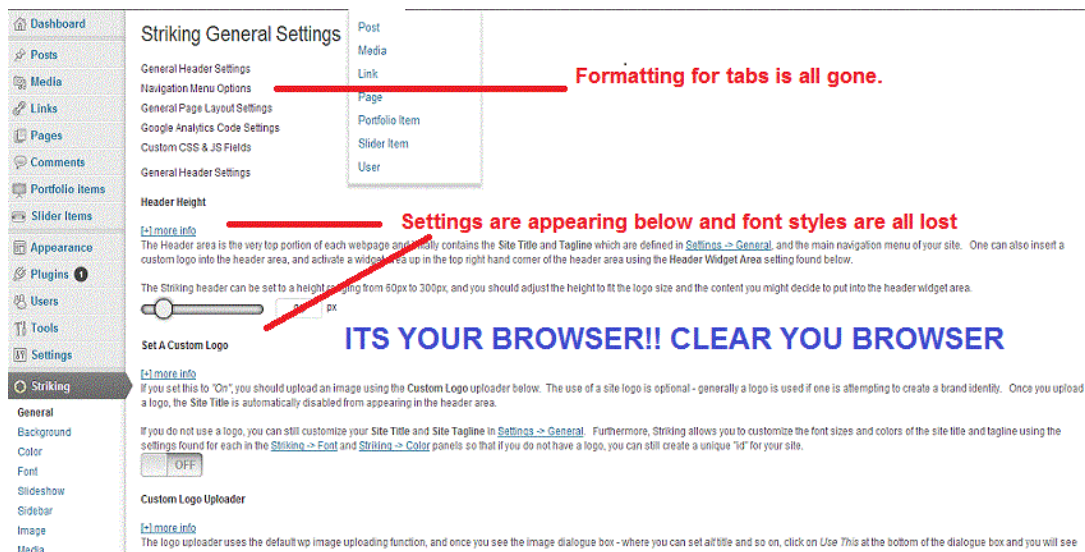 Dashboard
Posts
Media
Links
Pages
Comments
Portfolio items
Slider Items
Appearance
Plugins 1
Users
Tools
Settings
Striking
General
Background
Color
Font
Slideshow
Sidebar
Image
Media
Striking General Settings
General Header Settings
Navigation Menu Options
General Page Layout Settings
Google Analytics Code Settings
Custom CSS & JS Fields
General Header Settings
Post
Media
Link
Page
Portfolio Item
Slider Item
User
Formatting for tabs is all gone.
Header Height
Settings are appearing below and font styles are all lost
[+] more info
The Header area is the very top portion of each webpage and contains the Site Title and Tagline which are defined in Settings -> General, and the main navigation menu of your site. One can also insert a
custom logo into the header area, and activate a widget area up in the top right hand corner of the header area using the Header Widget Area setting found below.
The Striking header can be set to a height ranging from 60px to 300px, and you should adjust the height to fit the logo size and the content you might decide to put into the header widget area.
px
ITS YOUR BROWSER!! CLEAR YOU BROWSER
Set A Custom Logo
[+] more info
If you set this to "On", you should upload an image using the Custom Logo uploader below. The use of a site logo is optional - generally a logo is used if one is attempting to create a brand identity. Once you upload
a logo, the Site Title is automatically disabled from appearing in the header area.
If you do not use a logo, you can still customize your Site Title and Site Tagline in Settings -> General. Furthermore, Striking allows you to customize the font sizes and colors of the site title and tagline using the
settings found for each in the Striking -> Font and Striking -> Color panels so that if you do not have a logo, you can still create a unique "id" for your site.
OFF
Custom Logo Uploader
[+] more info
The logo uploader uses the default wp image uploading function, and once you see the image dialogue box - where you can set alt title and so on, click on Use This at the bottom of the dialogue box and you will see